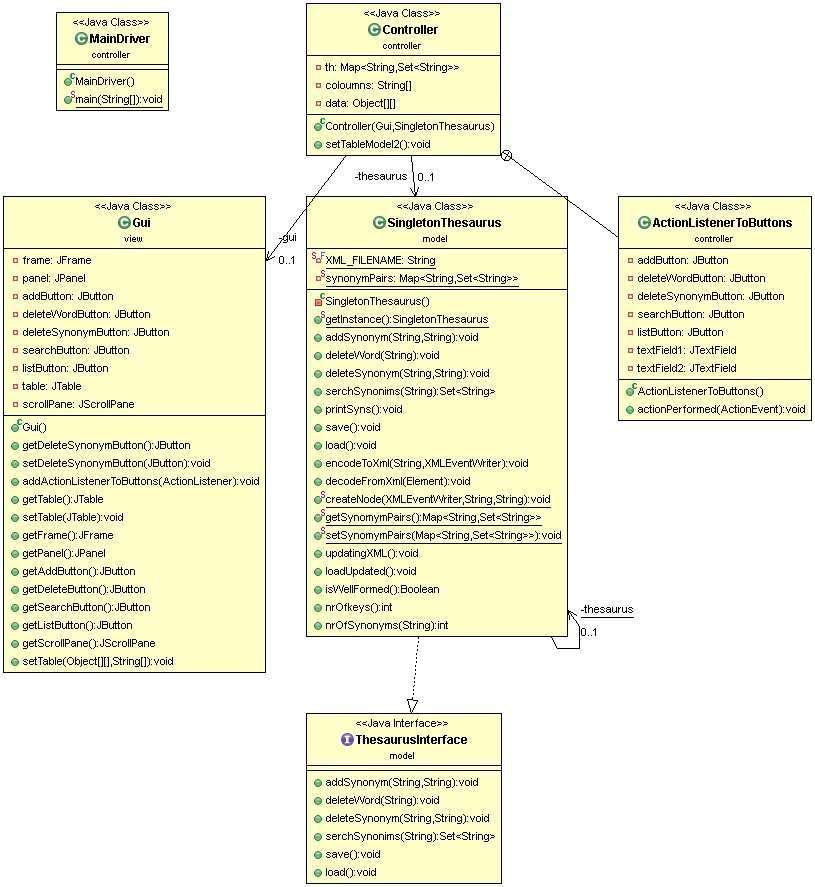 <<Java Class>>
MainDriver
controller
MainDriver()
main(String[]):void
<<Java Class>>
Controller
controller
th: Map<String,Set<String>>
coloumns: String[]
data: Object[][]
Controller(Gui,SingletonThesaurus)
setTableModel2():void
-thesaurus 0..1
-gui
0..1
<<Java Class>>
Gui
view
frame: JFrame
panel: JPanel
addButton: JButton
deleteWordButton: JButton
deleteSynonymButton: JButton
searchButton: JButton
listButton: JButton
table: JTable
scrollPane: JScrollPane
Gui()
getDeleteSynonymButton():JButton
setDeleteSynonymButton(JButton):void
addActionListenerToButtons(ActionListener):void
getTable():JTable
setTable(JTable):void
getFrame():JFrame
getPanel():JPanel
getAddButton():JButton
getDeleteButton():JButton
getSearchButton():JButton
getListButton():JButton
getScrollPane():JScrollPane
setTable(Object[][],String[]):void
<<Java Class>>
SingletonThesaurus
model
XML_FILENAME: String
synonymPairs: Map<String,Set<String>>
SingletonThesaurus()
getInstance():SingletonThesaurus
addSynonym(String,String):void
deleteWord(String):void
deleteSynonym(String,String):void
serchSynonims(String):Set<String>
printSyns():void
save():void
load():void
encodeToXml(String,XMLEventWriter):void
decodeFromXml(Element):void
createNode(XMLEventWriter,String,String):void
getSynomymPairs():Map<String,Set<String>>
setSynomymPairs(Map<String,Set<String>>):void
updatingXML():void
loadUpdated():void
isWellFormed():Boolean
nrOfkeys():int
nrOfSynonyms(String):int
-thesaurus
0..1
<<Java Class>>
ActionListenerToButtons
controller
addButton: JButton
deleteWordButton: JButton
deleteSynonymButton: JButton
searchButton: JButton
listButton: JButton
textField1: JTextField
textField2: JTextField
ActionListenerToButtons()
actionPerformed(ActionEvent):void
<<Java Interface>>
ThesaurusInterface
model
addSynonym(String,String):void
deleteWord(String):void
deleteSynonym(String,String):void
serchSynonims(String):Set<String>
save():void
load():void